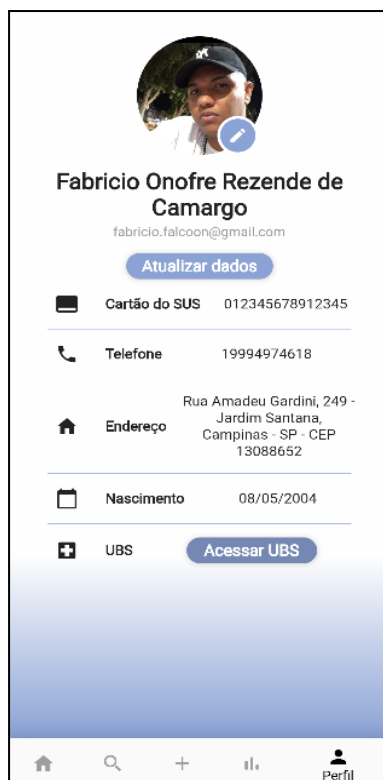 Fabricio Onofre Rezende de
Camargo
fabricio.falcoon@gmail.com
Atualizar dados
Cartão do SUS 012345678912345
Telefone 19994974618
Endereço Rua Amadeu Gardini, 249 -
Jardim Santana,
Campinas - SP - CEP
13088652
Nascimento 08/05/2004
UBS Acessar UBS
Perfil